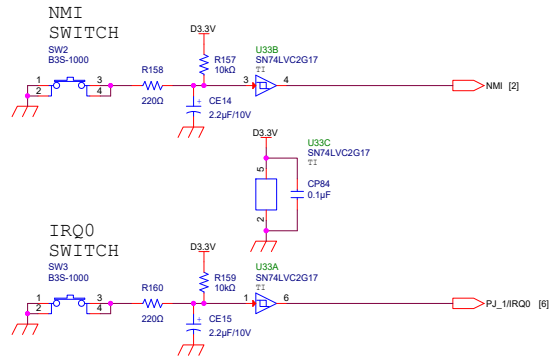 NMI
SWITCH
SW2
B3S-1000
1
2
3
4
R158
220Ω
D3.3V
R157
10kΩ
CE14
2.2μF/10V
+
U33B
SN74LVC2G17
TI
3
4
NMI [2]
D3.3V
U33C
SN74LVC2G17
TI
5
2
CP84
0.1μF
IRQ0
SWITCH
SW3
B3S-1000
1
2
3
4
R160
220Ω
D3.3V
R159
10kΩ
CE15
2.2μF/10V
+
U33A
SN74LVC2G17
TI
1
6
PJ_1/IRQ0 [6]